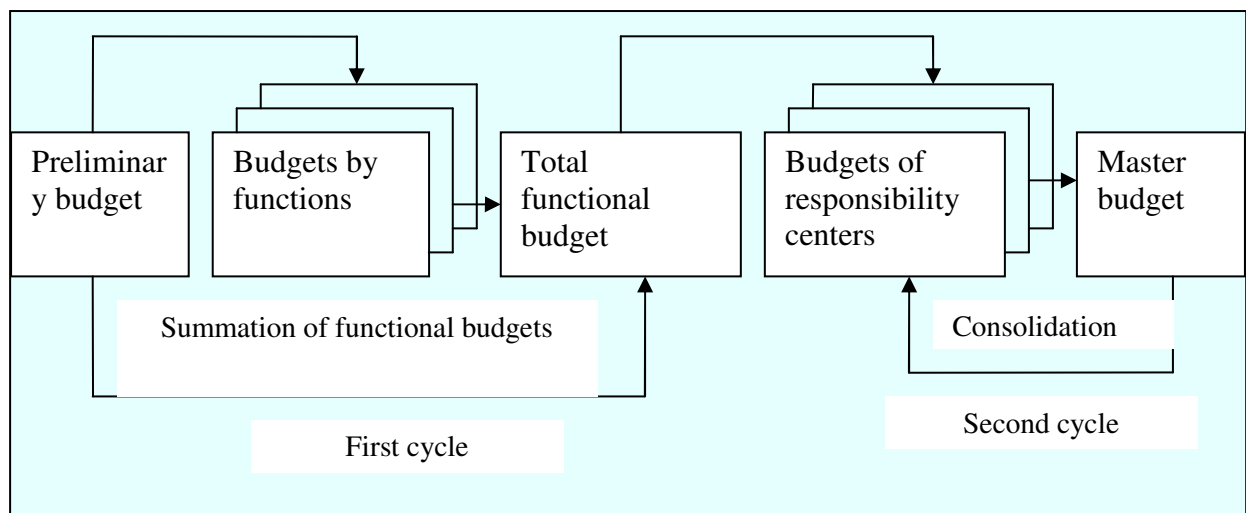 Preliminar
y budget
Budgets by
functions
Total
functional
budget
Budgets of
responsibility
centers
Master
budget
Summation of functional budgets
Consolidation
First cycle
Second cycle